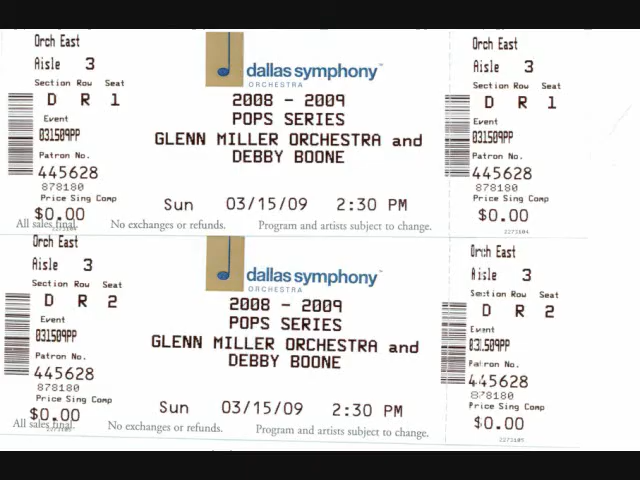 Orch East
Aisle 3
Section Row Seat
D R 1
Event
031509PP
Patron No.
445628
878180
Price Sing Comp
$0.00
All sales final.
dallas symphony™
ORCHESTRA
2008 - 2009
POPS SERIES
GLENN MILLER ORCHESTRA and
DEBBY BOONE
Sun 03/15/09 2:30 PM
No exchanges or refunds. Program and artists subject to change.
Orch East
Aisle 3
Section Row Seat
D R 1
Event
031509PP
Patron No.
445628
878180
Price Sing Comp
$0.00
2273104
Orch East
Aisle 3
Section Row Seat
D R 2
Event
031509PP
Patron No.
445628
878180
Price Sing Comp
$0.00
All sales final.
dallas symphony™
ORCHESTRA
2008 - 2009
POPS SERIES
GLENN MILLER ORCHESTRA and
DEBBY BOONE
Sun 03/15/09 2:30 PM
No exchanges or refunds. Program and artists subject to change.
Orch East
Aisle 3
Section Row Seat
D R 2
Event
031509PP
Patron No.
445628
878180
Price Sing Comp
$0.00
2273105